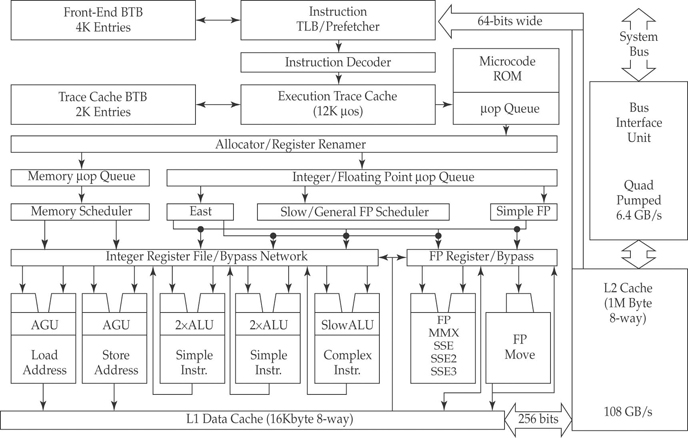 Front-End BTB
4K Entries
Instruction
TLB/Prefetcher
64-bits wide
System
Bus
Instruction Decoder
Microcode
ROM
Trace Cache BTB
2K Entries
Execution Trace Cache
(12K µos)
µop Queue
Bus
Interface
Unit
Quad
Pumped
6.4 GB/s
Allocator/Register Renamer
Memory µop Queue
Integer/Floating Point µop Queue
Memory Scheduler
East
Slow/General FP Scheduler
Simple FP
Integer Register File/Bypass Network
FP Register/Bypass
L2 Cache
(1M Byte
8-way)
108 GB/s
AGU
Load
Address
AGU
Store
Address
2×ALU
Simple
Instr.
2×ALU
Simple
Instr.
SlowALU
Complex
Instr.
FP
MMX
SSE
SSE2
SSE3
FP
Move
L1 Data Cache (16Kbyte 8-way)
256 bits